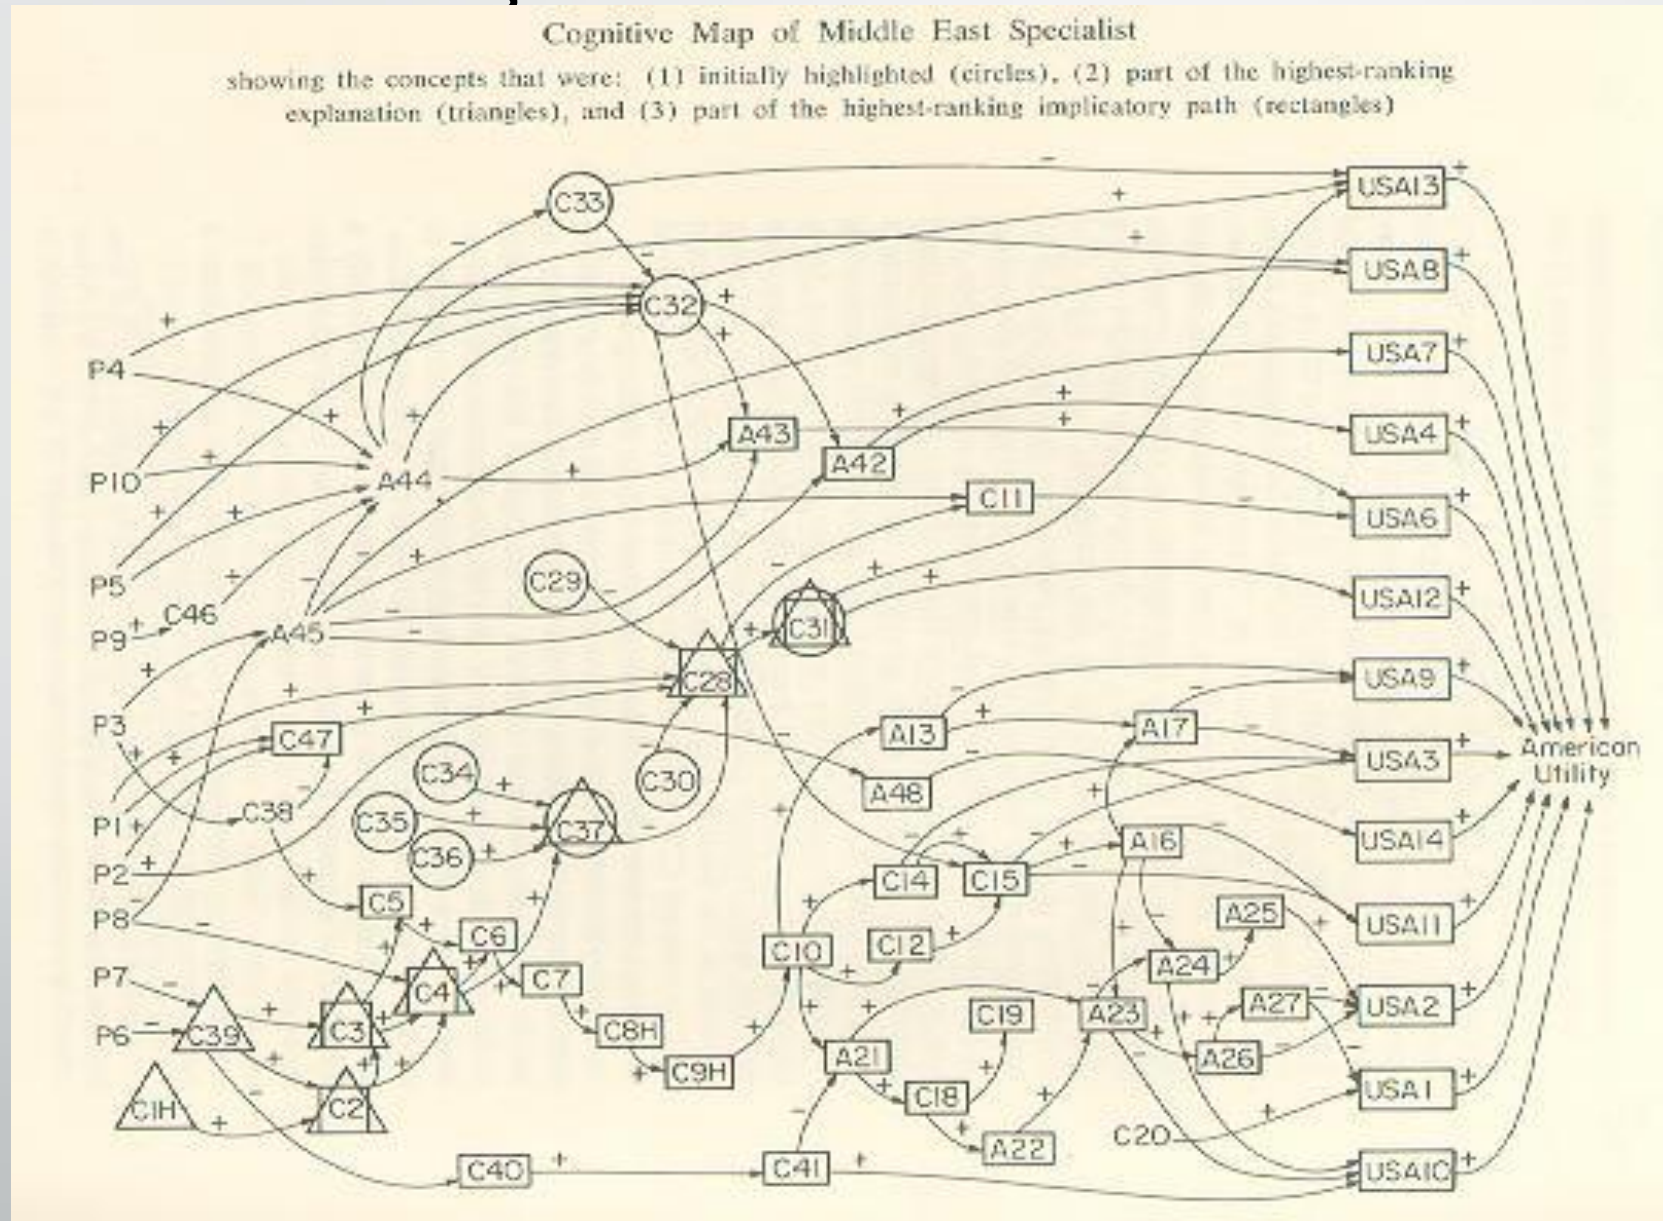 Cognitive Map of Middle East Specialist
showing the concepts that were: (1) initially highlighted (circles), (2) part of the highest-ranking
explanation (triangles), and (3) part of the highest-ranking implicatory path (rectangles)
C33
USA13
USA8
C32
USA7
P4
A43
USA4
A42
P10
A44
C11
USA6
C29
P5
USA12
C46
P9
A45
C31
C28
USA9
P3
A13
A17
C47
American
Utility
USA3
C34
C30
A48
C38
C35
C37
P1
A16
USA14
C36
P2
C14
C15
C5
P8
A25
USA11
C6
C10
C12
A24
P7
C7
C4
A27
USA2
C39
C3
C19
A23
P6
C8H
A21
A26
C9H
USA1
C1H
C2
C18
C20
A22
C40
C41
USA1C